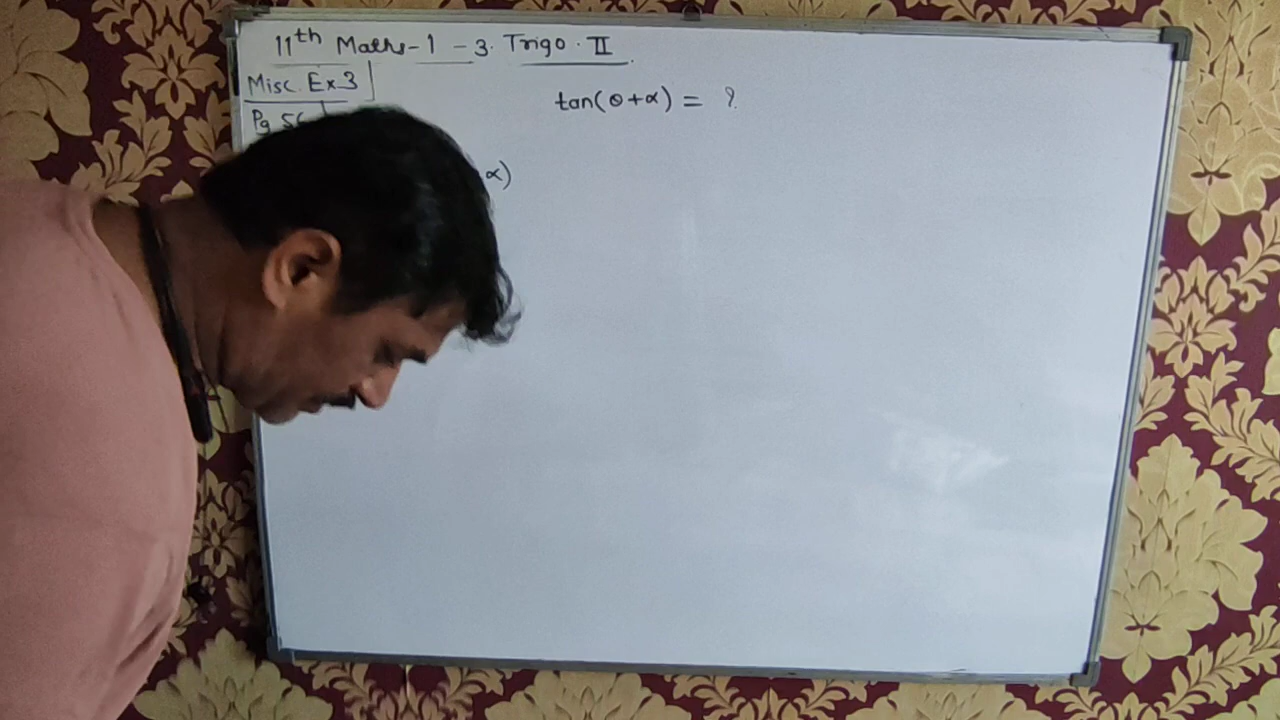 11th Maths-1 - 3. Trigo. II
Misc. Ex.3
tan(θ+α) = ?
Pg 56
α)